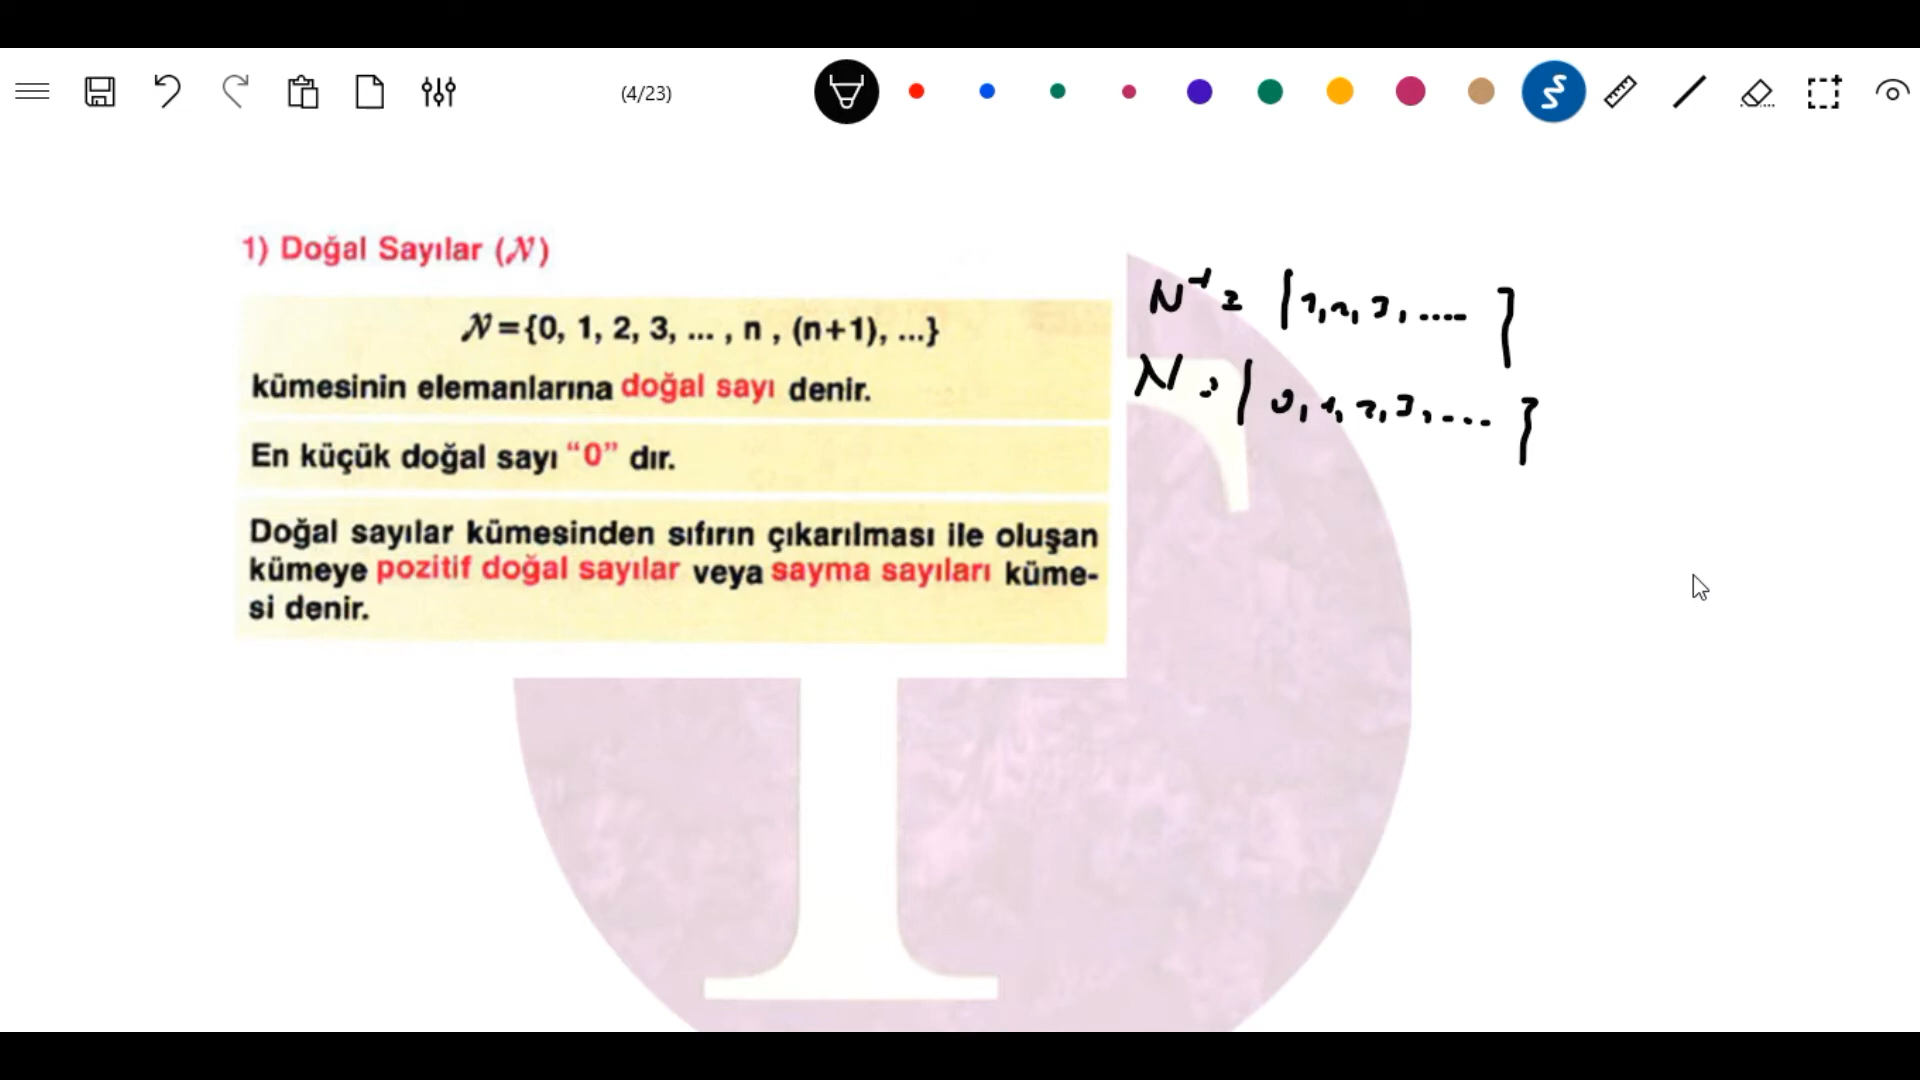 (4/23)
1) Doğal Sayılar (N)
N={0, 1, 2, 3, ... , n , (n+1), ...}
kümesinin elemanlarına doğal sayı denir.
En küçük doğal sayı “0” dır.
Doğal sayılar kümesinden sıfırın çıkarılması ile oluşan
kümeye pozitif doğal sayılar veya sayma sayıları küme-
si denir.
N⁺ = {1, 2, 3, .....}
N = {0, 1, 2, 3, ....}